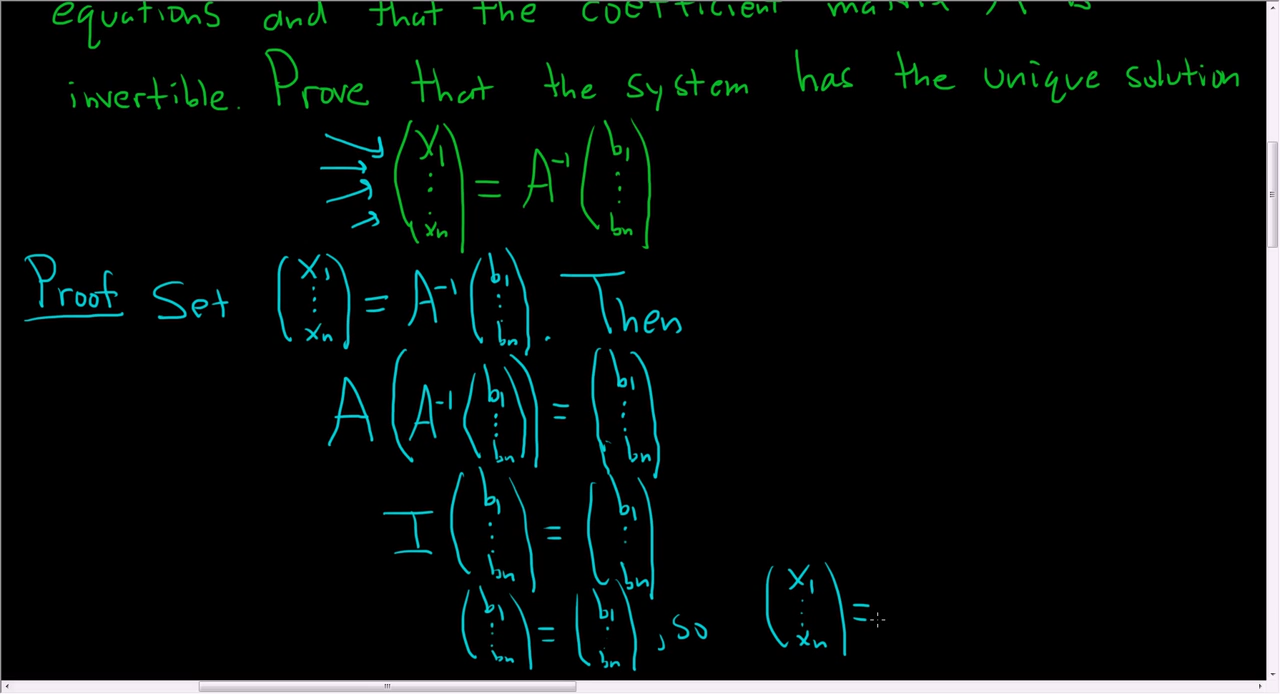 equations and that the coefficient matrix A is
invertible. Prove that the system has the unique solution
(x₁ ⋮ xₙ) = A⁻¹ (b₁ ⋮ bₙ)
Proof Set (x₁ ⋮ xₙ) = A⁻¹ (b₁ ⋮ bₙ). Then
A (A⁻¹ (b₁ ⋮ bₙ)) = (b₁ ⋮ bₙ)
I (b₁ ⋮ bₙ) = (b₁ ⋮ bₙ)
(b₁ ⋮ bₙ) = (b₁ ⋮ bₙ), so (x₁ ⋮ xₙ) =